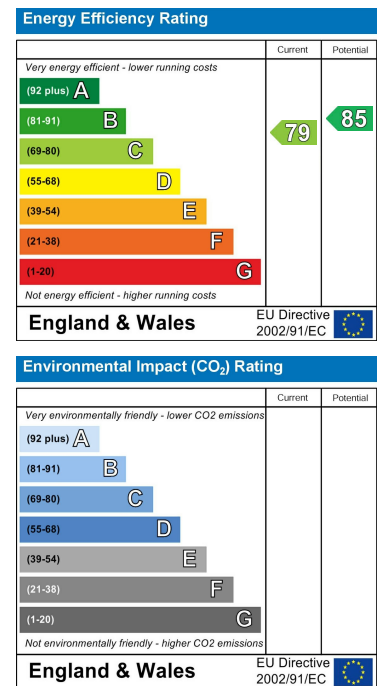 Energy Efficiency Rating
Current Potential
Very energy efficient - lower running costs
(92 plus) A
(81-91) B
(69-80) C
(55-68) D
(39-54) E
(21-38) F
(1-20) G
79
85
Not energy efficient - higher running costs
England & Wales
EU Directive
2002/91/EC
Environmental Impact (CO₂) Rating
Current Potential
Very environmentally friendly - lower CO2 emissions
(92 plus) A
(81-91) B
(69-80) C
(55-68) D
(39-54) E
(21-38) F
(1-20) G
Not environmentally friendly - higher CO2 emissions
England & Wales
EU Directive
2002/91/EC